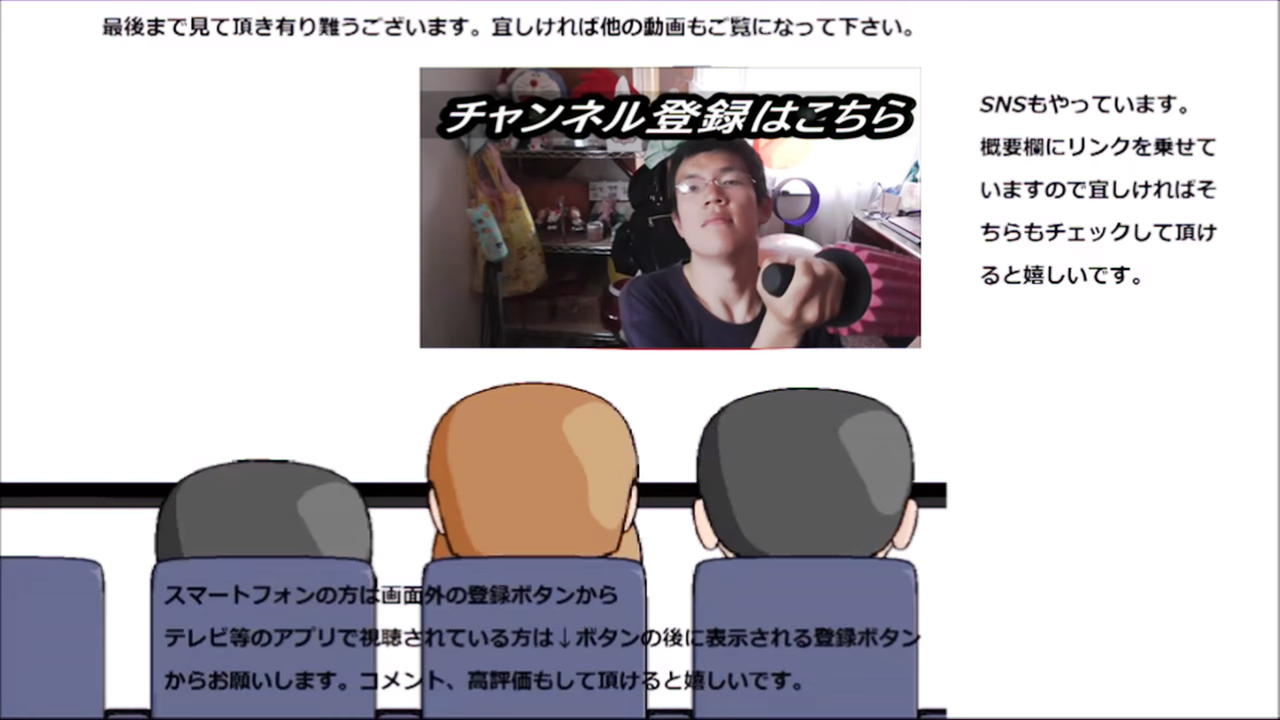 最後まで見て頂き有り難うございます。宜しければ他の動画もご覧になって下さい。
チャンネル登録はこちら
SNSもやっています。
概要欄にリンクを乗せて
いますので宜しければそ
ちらもチェックして頂け
ると嬉しいです。
スマートフォンの方は画面外の登録ボタンから
テレビ等のアプリで視聴されている方は↓ボタンの後に表示される登録ボタン
からお願いします。コメント、高評価もして頂けると嬉しいです。